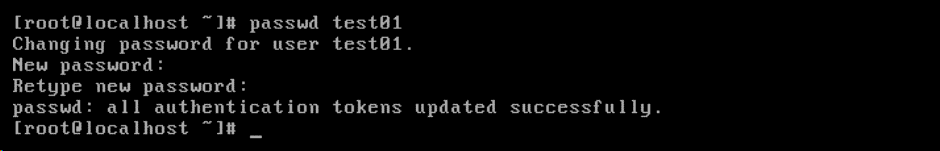 [root@localhost ~]# passwd test01
Changing password for user test01.
New password:
Retype new password:
passwd: all authentication tokens updated successfully.
[root@localhost ~]# _